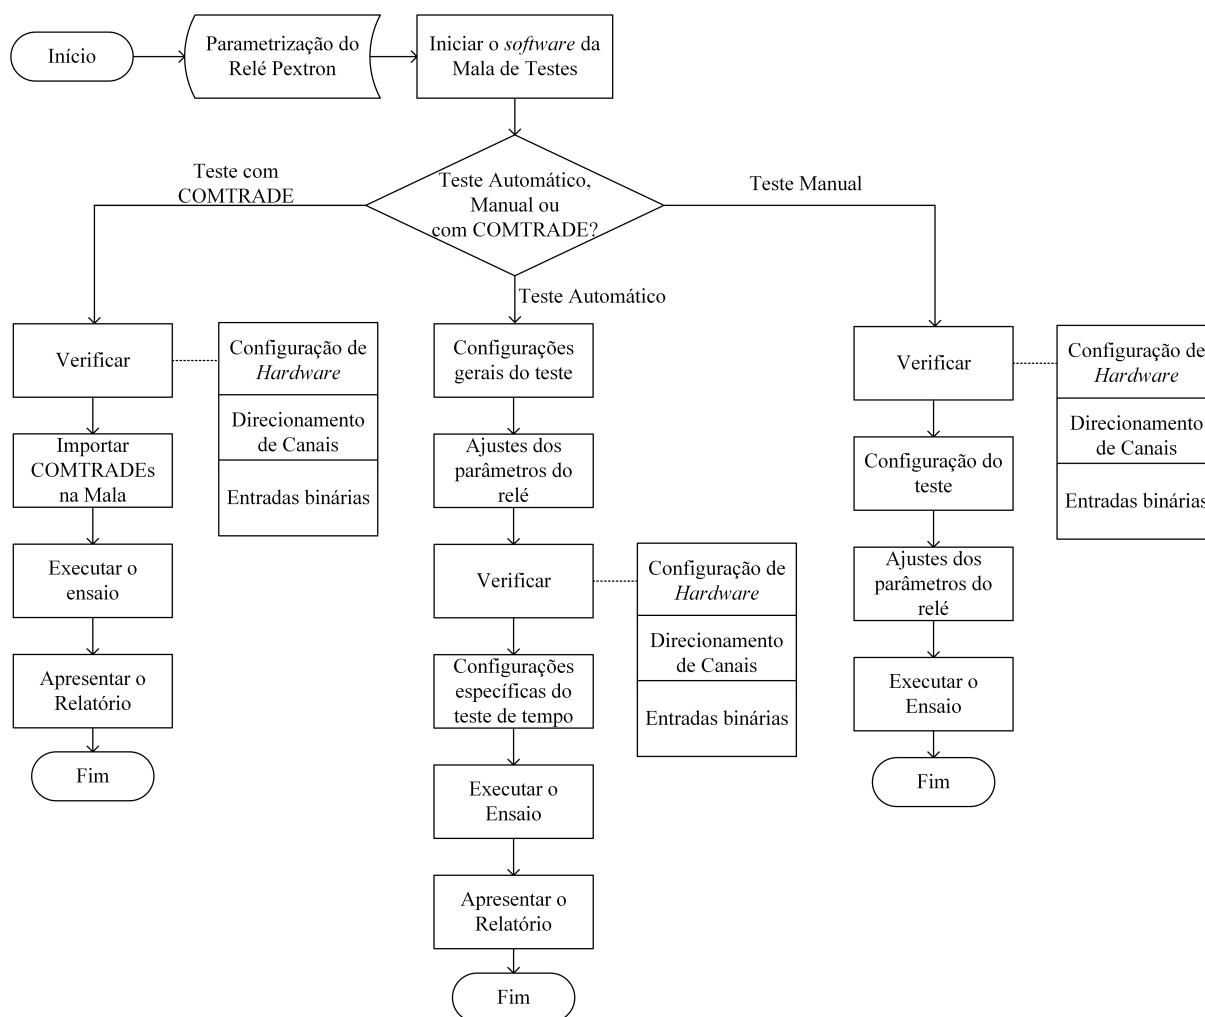 Início
Parametrização do
Relé Pextron
Iniciar o software da
Mala de Testes
Teste Automático,
Manual ou
com COMTRADE?
Teste com
COMTRADE
Teste Manual
Teste Automático
Verificar
Configuração de
Hardware
Direcionamento
de Canais
Entradas binárias
Importar
COMTRADEs
na Mala
Executar o
ensaio
Apresentar o
Relatório
Fim
Configurações
gerais do teste
Ajustes dos
parâmetros do
relé
Verificar
Configuração de
Hardware
Direcionamento
de Canais
Entradas binárias
Configurações
específicas do
teste de tempo
Executar o
Ensaio
Apresentar o
Relatório
Fim
Verificar
Configuração de
Hardware
Direcionamento
de Canais
Entradas binárias
Configuração do
teste
Ajustes dos
parâmetros do
relé
Executar o
Ensaio
Fim